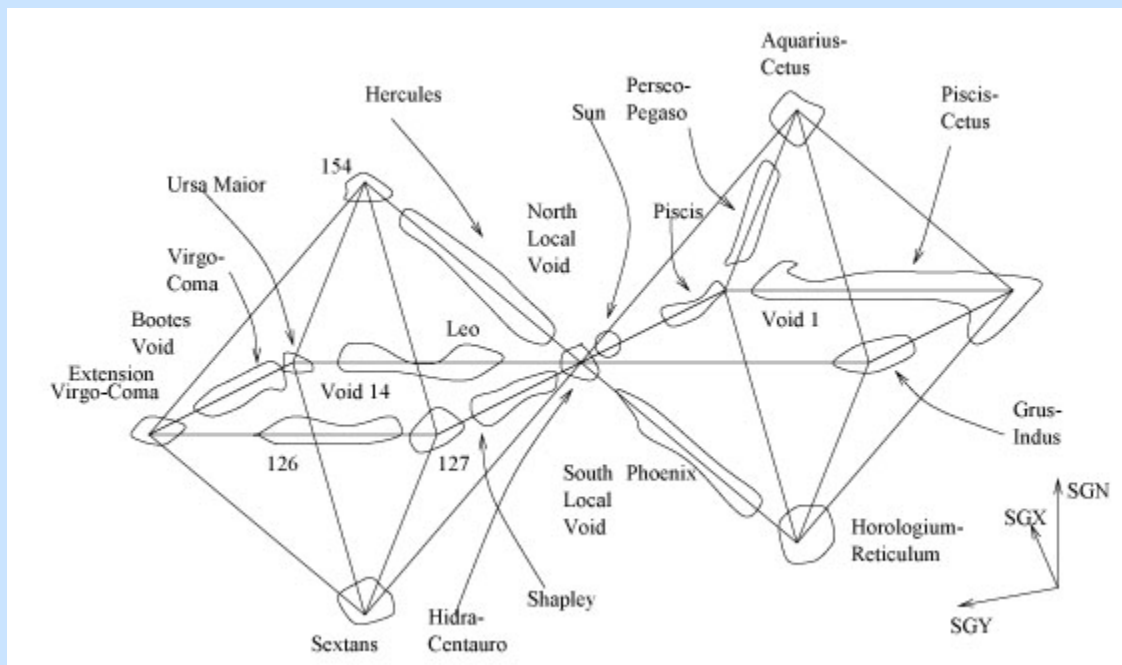 Aquarius-
Cetus
Perseo-
Pegaso
Piscis-
Cetus
Hercules
Sun
154
Ursa Maior
North
Local
Void
Piscis
Virgo-
Coma
Bootes
Void
Leo
Void 1
Extension
Virgo-Coma
Void 14
Grus-
Indus
126
127
South
Local
Void
Phoenix
SGN
SGX
SGY
Horologium-
Reticulum
Shapley
Hidra-
Centauro
Sextans